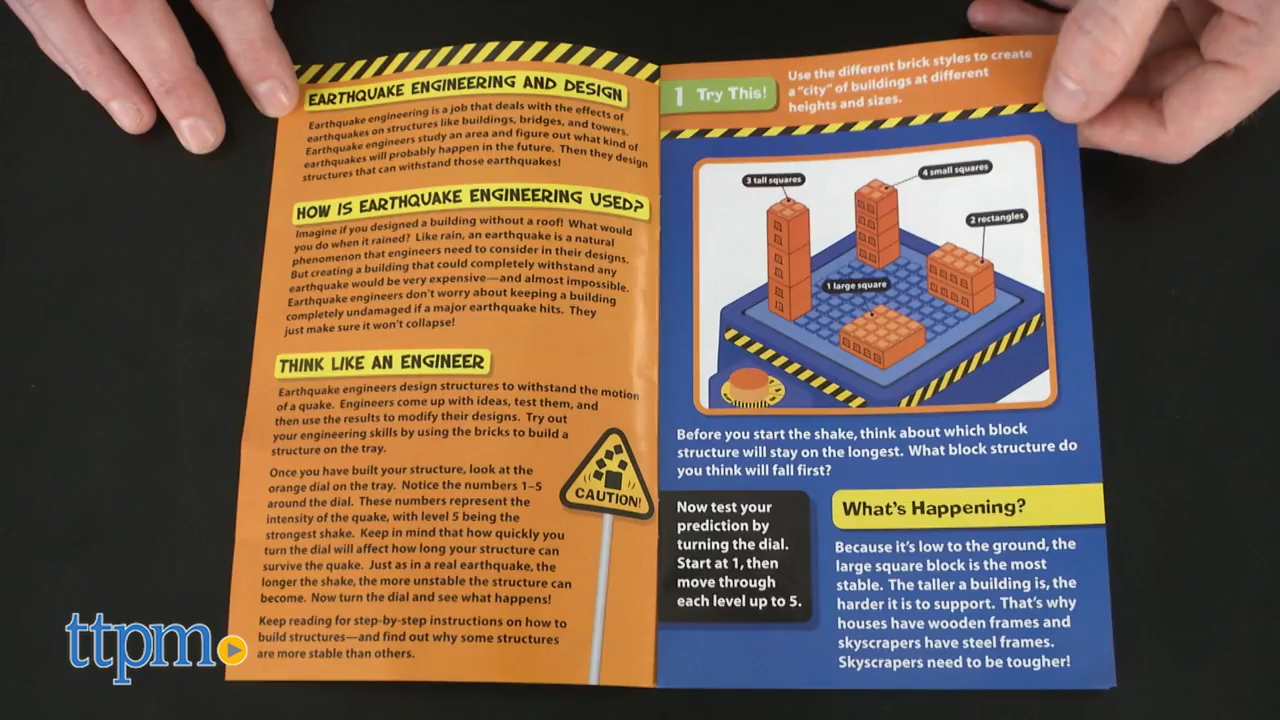 EARTHQUAKE ENGINEERING AND DESIGN
Earthquake engineering is a job that deals with the effects of
earthquakes on structures like buildings, bridges, and towers.
Earthquake engineers study an area and figure out what kind of
earthquakes will probably happen in the future. Then they design
structures that can withstand those earthquakes!
HOW IS EARTHQUAKE ENGINEERING USED?
Imagine if you designed a building without a roof! What would
you do when it rained? Like rain, an earthquake is a natural
phenomenon that engineers need to consider in their designs.
But creating a building that could completely withstand any
earthquake would be very expensive—and almost impossible.
Earthquake engineers don't worry about keeping a building
completely undamaged if a major earthquake hits. They
just make sure it won't collapse!
THINK LIKE AN ENGINEER
Earthquake engineers design structures to withstand the motion
of a quake. Engineers come up with ideas, test them, and
then use the results to modify their designs. Try out
your engineering skills by using the bricks to build a
structure on the tray.
Once you have built your structure, look at the
orange dial on the tray. Notice the numbers 1–5
around the dial. These numbers represent the
intensity of the quake, with level 5 being the
strongest shake. Keep in mind that how quickly you
turn the dial will affect how long your structure can
survive the quake. Just as in a real earthquake, the
longer the shake, the more unstable the structure can
become. Now turn the dial and see what happens!
Keep reading for step-by-step instructions on how to
build structures—and find out why some structures
are more stable than others.
CAUTION!
1 Try This!
Use the different brick styles to create
a "city" of buildings at different
heights and sizes.
3 tall squares
4 small squares
2 rectangles
1 large square
Before you start the shake, think about which block
structure will stay on the longest. What block structure do
you think will fall first?
Now test your
prediction by
turning the dial.
Start at 1, then
move through
each level up to 5.
What's Happening?
Because it's low to the ground, the
large square block is the most
stable. The taller a building is, the
harder it is to support. That's why
houses have wooden frames and
skyscrapers have steel frames.
Skyscrapers need to be tougher!
ttpm